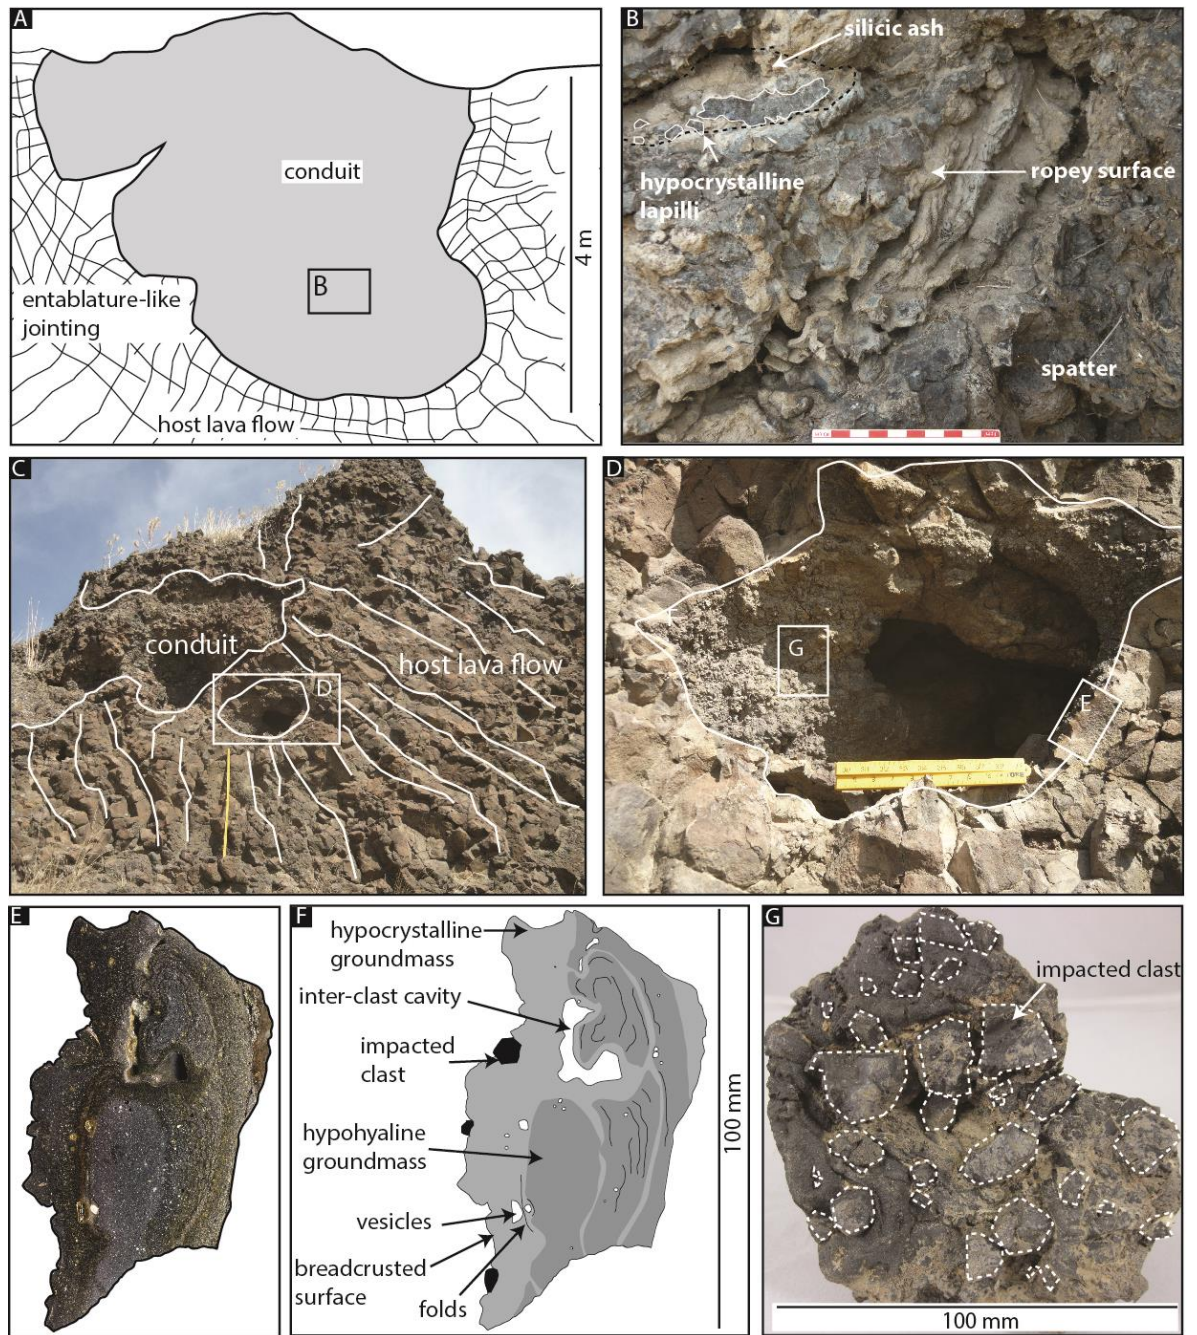 A
conduit
B
4 m
entablature-like
jointing
host lava flow
B
silicic ash
hypocrystalline
lapilli
ropey surface
spatter
C
conduit
host lava flow
D
D
G
E
E
F
hypocrystalline
groundmass
inter-clast cavity
impacted
clast
hypohyaline
groundmass
vesicles
breadcrusted
surface
folds
100 mm
G
impacted clast
100 mm